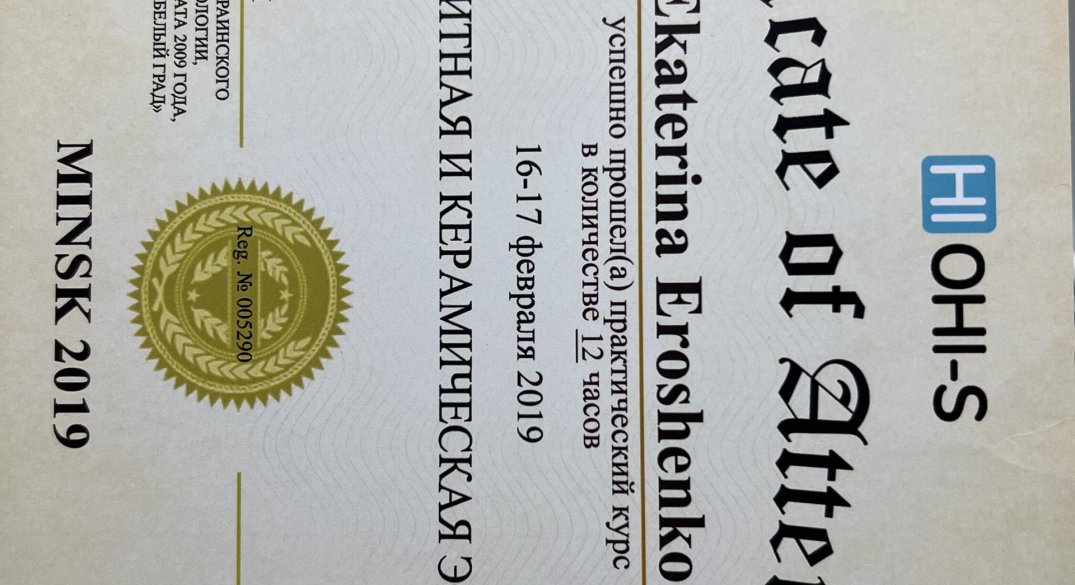 HI OHI-S
cate of Atte
Ekaterina Eroshenko
успешно прошел(а) практический курс
в количестве 12 часов
16-17 февраля 2019
ИТНАЯ И КЕРАМИЧЕСКАЯ Э
РАИНСКОГО
ОЛОГИИ,
АТА 2009 ГОДА,
БЕЛЫЙ ГРАД»
Reg. № 005290
MINSK 2019